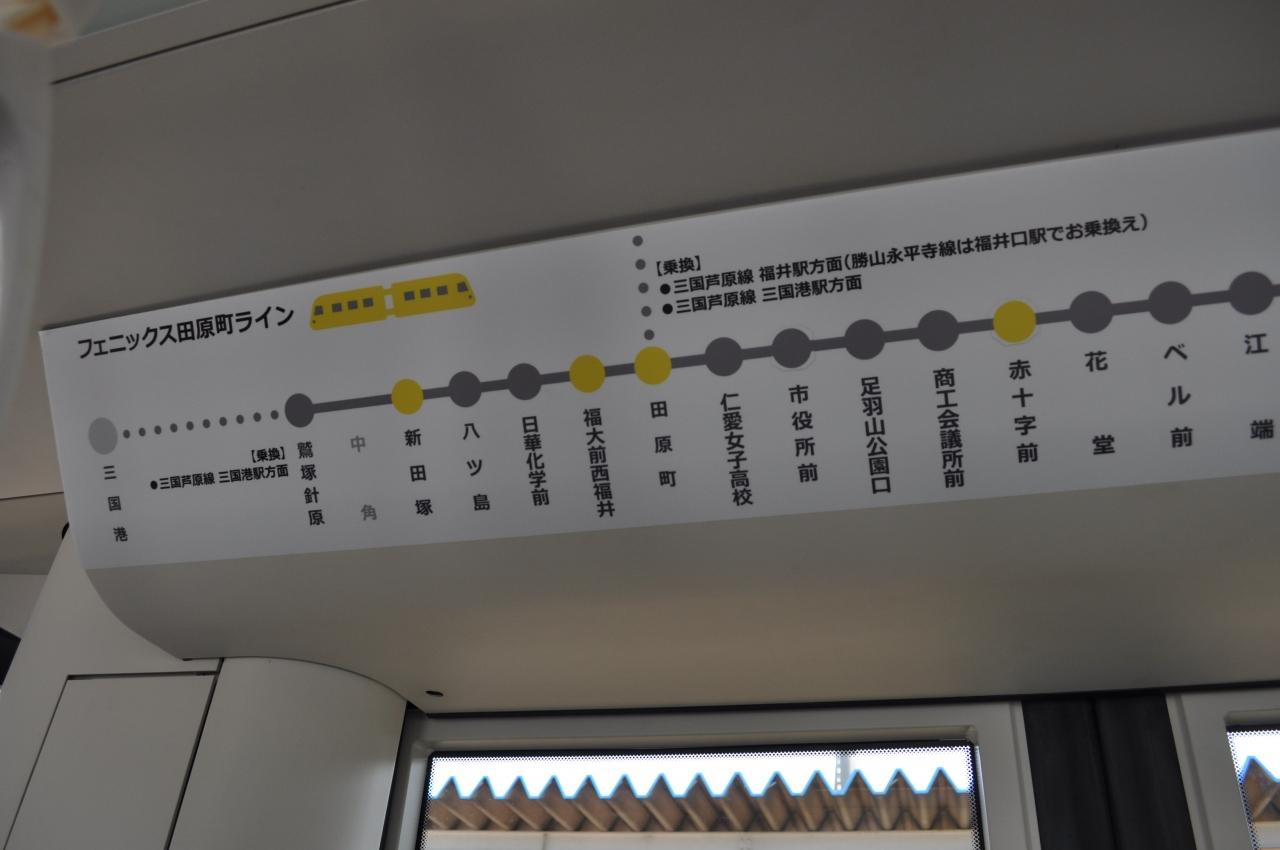 フェニックス田原町ライン
【乗換】
●三国芦原線 福井駅方面(勝山永平寺線は福井口駅でお乗換え)
●三国芦原線 三国港駅方面
三国港
【乗換】
●三国芦原線 三国港駅方面
鷲塚針原
中角
新田塚
八ツ島
日華化学前
福大前西福井
田原町
仁愛女子高校
市役所前
足羽山公園口
商工会議所前
赤十字前
花堂
ベル前
江端